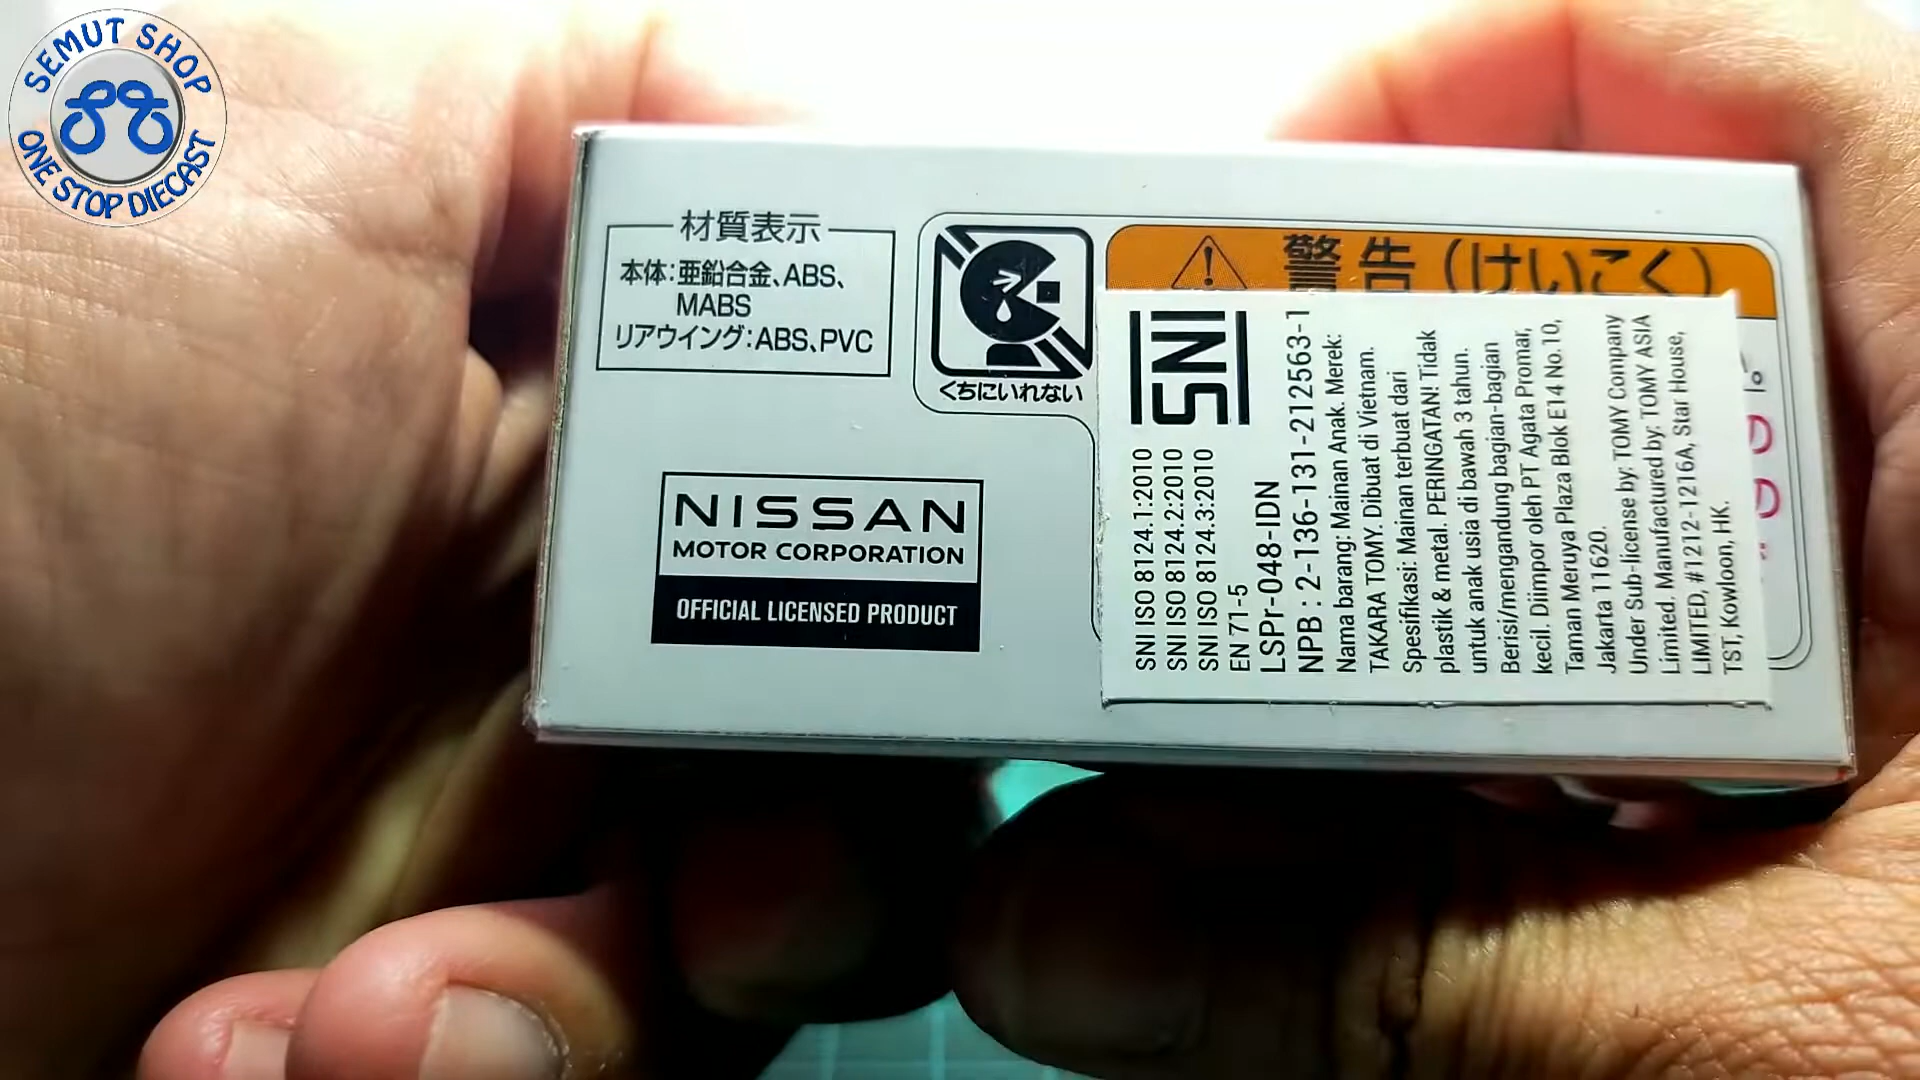 SEMUT SHOP
ONE STOP DIECAST
材質表示
本体:亜鉛合金、ABS、
MABS
リアウイング:ABS、PVC
くちにいれない
警告(けいこく)
NISSAN
MOTOR CORPORATION
OFFICIAL LICENSED PRODUCT
SNI
SNI ISO 8124.1:2010
SNI ISO 8124.2:2010
SNI ISO 8124.3:2010
EN 71-5
LSPr-048-IDN
NPB : 2-136-131-212563-1
Nama barang: Mainan Anak. Merek:
TAKARA TOMY. Dibuat di Vietnam.
Spesifikasi: Mainan terbuat dari
plastik & metal. PERINGATAN! Tidak
untuk anak usia di bawah 3 tahun.
Berisi/mengandung bagian-bagian
kecil. Diimpor oleh PT Agata Promar,
Taman Meruya Plaza Blok E14 No.10,
Jakarta 11620.
Under Sub-license by: TOMY Company
Limited. Manufactured by: TOMY ASIA
LIMITED, #1212-1216A, Star House,
TST, Kowloon, HK.